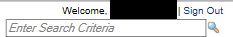 Welcome, | Sign Out
Enter Search Criteria